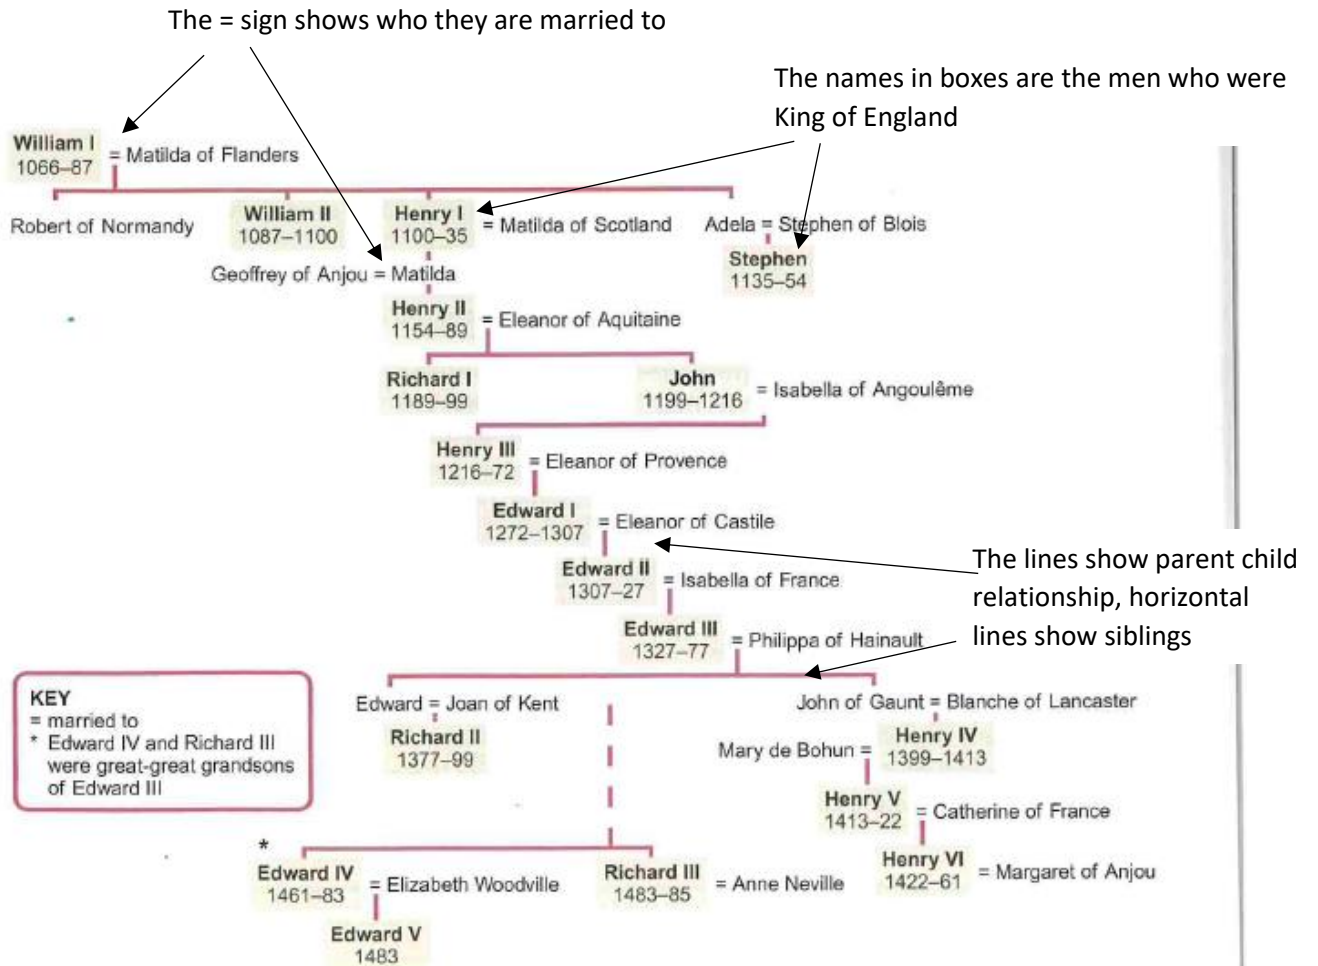 The = sign shows who they are married to
The names in boxes are the men who were
King of England
William I
1066–87
= Matilda of Flanders
Robert of Normandy
William II
1087–1100
Henry I
1100–35
= Matilda of Scotland
Adela = Stephen of Blois
Stephen
1135–54
Geoffrey of Anjou = Matilda
Henry II
1154–89
= Eleanor of Aquitaine
Richard I
1189–99
John
1199–1216
= Isabella of Angoulême
Henry III
1216–72
= Eleanor of Provence
Edward I
1272–1307
= Eleanor of Castile
Edward II
1307–27
= Isabella of France
The lines show parent child
relationship, horizontal
lines show siblings
Edward III
1327–77
= Philippa of Hainault
KEY
= married to
* Edward IV and Richard III
were great-great grandsons
of Edward III
Edward = Joan of Kent
Richard II
1377–99
John of Gaunt = Blanche of Lancaster
Mary de Bohun =
Henry IV
1399–1413
Henry V
1413–22
= Catherine of France
Henry VI
1422–61
= Margaret of Anjou
*
Edward IV
1461–83
= Elizabeth Woodville
Richard III
1483–85
= Anne Neville
Edward V
1483